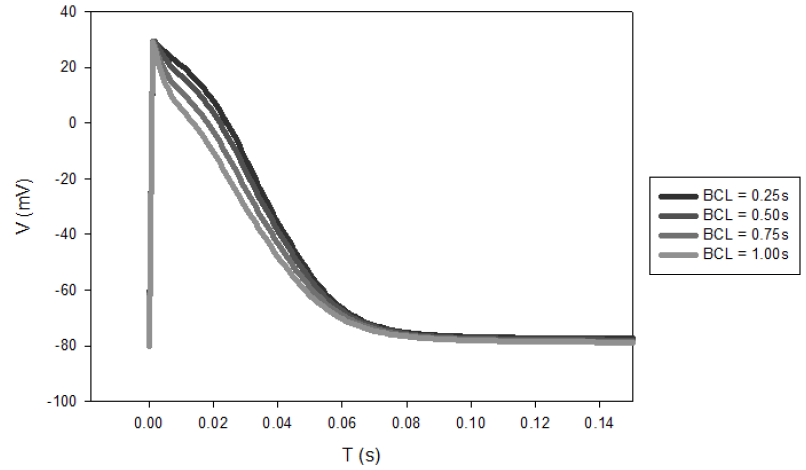 40
20
0
-20
-40
-60
-80
-100
V (mV)
0.00 0.02 0.04 0.06 0.08 0.10 0.12 0.14
T (s)
BCL = 0.25s
BCL = 0.50s
BCL = 0.75s
BCL = 1.00s